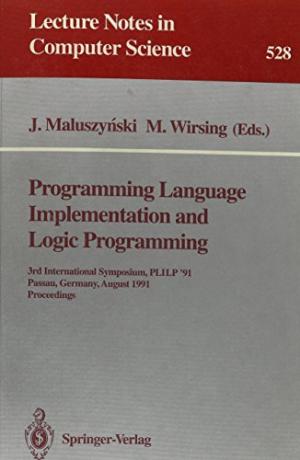 Lecture Notes in
Computer Science
528
J. Maluszyński M. Wirsing (Eds.)
Programming Language
Implementation and
Logic Programming
3rd International Symposium, PLILP '91
Passau, Germany, August 1991
Proceedings
Springer-Verlag